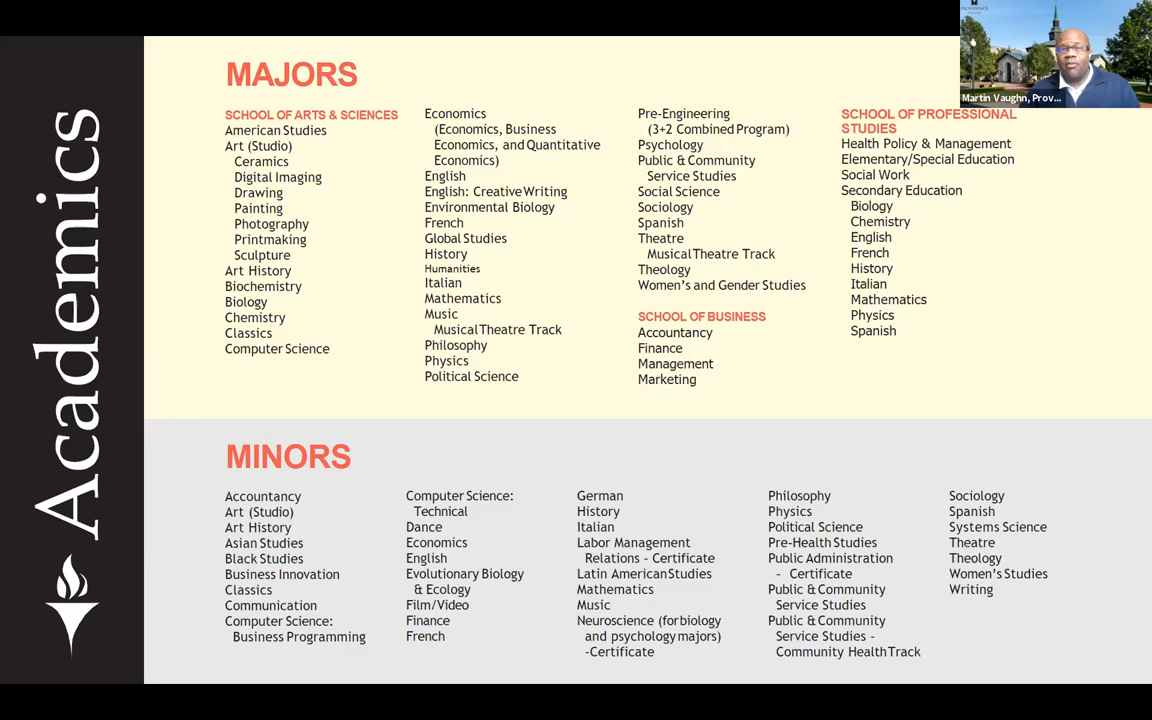 Academics
MAJORS
SCHOOL OF ARTS & SCIENCES
American Studies
Art (Studio)
Ceramics
Digital Imaging
Drawing
Painting
Photography
Printmaking
Sculpture
Art History
Biochemistry
Biology
Chemistry
Classics
Computer Science
Economics
(Economics, Business
Economics, and Quantitative
Economics)
English
English: Creative Writing
Environmental Biology
French
Global Studies
History
Humanities
Italian
Mathematics
Music
Musical Theatre Track
Philosophy
Physics
Political Science
Pre-Engineering
(3+2 Combined Program)
Psychology
Public & Community
Service Studies
Social Science
Sociology
Spanish
Theatre
Musical Theatre Track
Theology
Women's and Gender Studies
SCHOOL OF BUSINESS
Accountancy
Finance
Management
Marketing
SCHOOL OF PROFESSIONAL
STUDIES
Health Policy & Management
Elementary/Special Education
Social Work
Secondary Education
Biology
Chemistry
English
French
History
Italian
Mathematics
Physics
Spanish
PROVIDENCE
Martin Vaughn, Prov...
MINORS
Accountancy
Art (Studio)
Art History
Asian Studies
Black Studies
Business Innovation
Classics
Communication
Computer Science:
Business Programming
Computer Science:
Technical
Dance
Economics
English
Evolutionary Biology
& Ecology
Film/Video
Finance
French
German
History
Italian
Labor Management
Relations - Certificate
Latin American Studies
Mathematics
Music
Neuroscience (for biology
and psychology majors)
-Certificate
Philosophy
Physics
Political Science
Pre-Health Studies
Public Administration
- Certificate
Public & Community
Service Studies
Public & Community
Service Studies -
Community Health Track
Sociology
Spanish
Systems Science
Theatre
Theology
Women's Studies
Writing